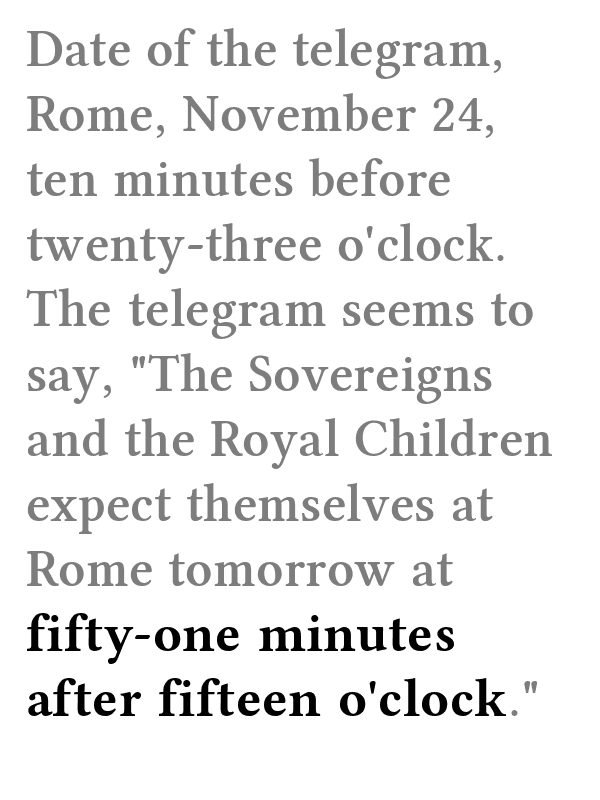 Date of the telegram,
Rome, November 24,
ten minutes before
twenty-three o'clock.
The telegram seems to
say, "The Sovereigns
and the Royal Children
expect themselves at
Rome tomorrow at
fifty-one minutes
after fifteen o'clock."